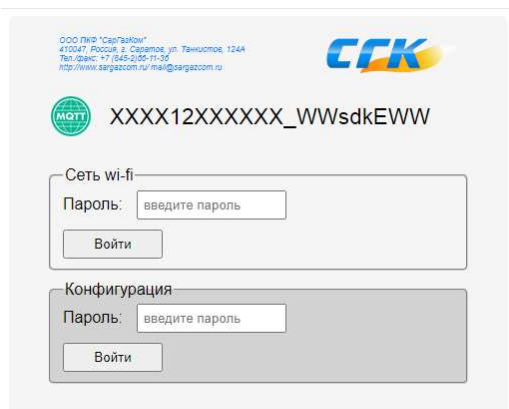 ООО ПКФ "СарГазКом"
410047, Россия, г. Саратов, ул. Танкистов, 124А
Тел./факс: +7 (845-2)66-11-36
http://www.sargazcom.ru/ mail@sargazcom.ru
СГК
MQTT
XXXX12XXXXXX_WWsdkEWW
Сеть wi-fi
Пароль: введите пароль
Войти
Конфигурация
Пароль: введите пароль
Войти